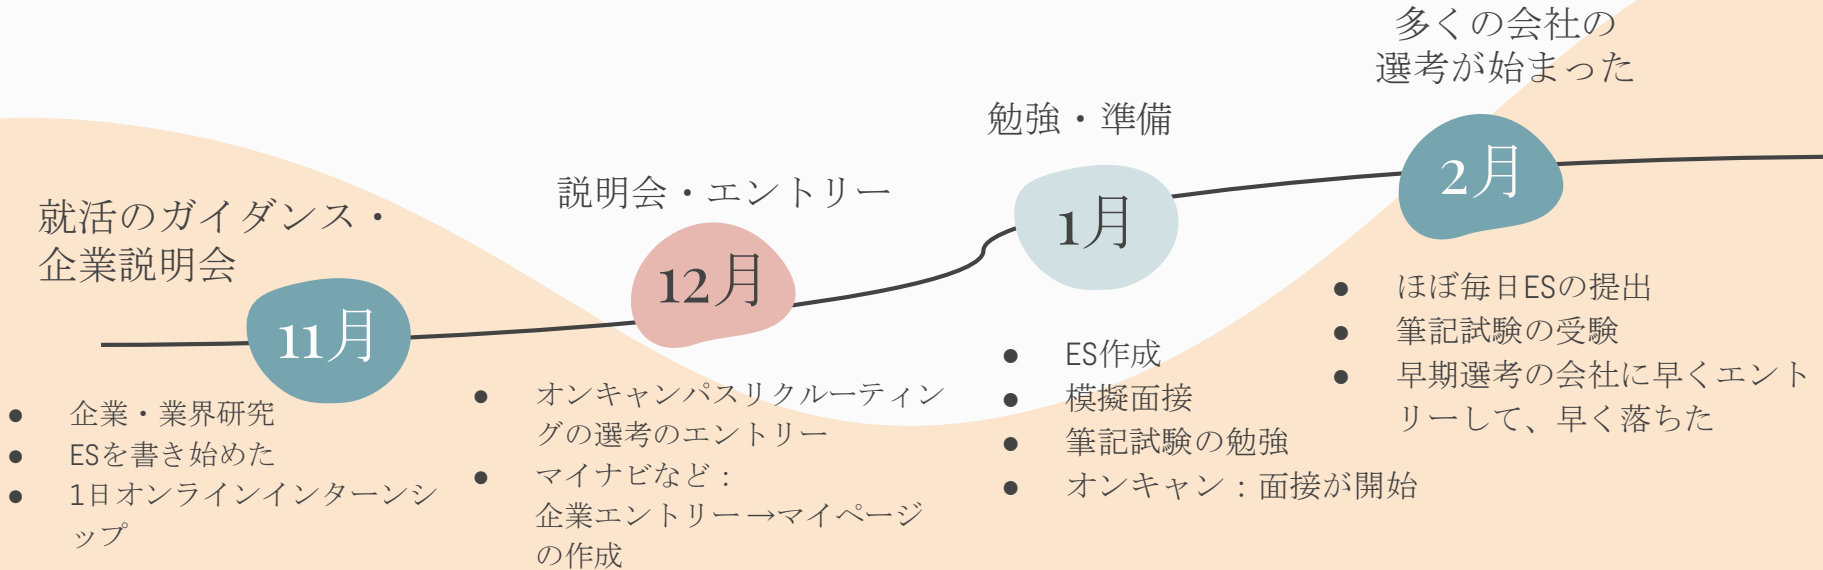 就活のガイダンス・
企業説明会
11月
● 企業・業界研究
● ESを書き始めた
● 1日オンラインインターンシ
ップ
説明会・エントリー
12月
● オンキャンパスリクルーティン
グの選考のエントリー
● マイナビなど：
企業エントリー→マイページ
の作成
勉強・準備
1月
● ES作成
● 模擬面接
● 筆記試験の勉強
● オンキャン：面接が開始
多くの会社の
選考が始まった
2月
● ほぼ毎日ESの提出
● 筆記試験の受験
● 早期選考の会社に早くエント
リーして、早く落ちた